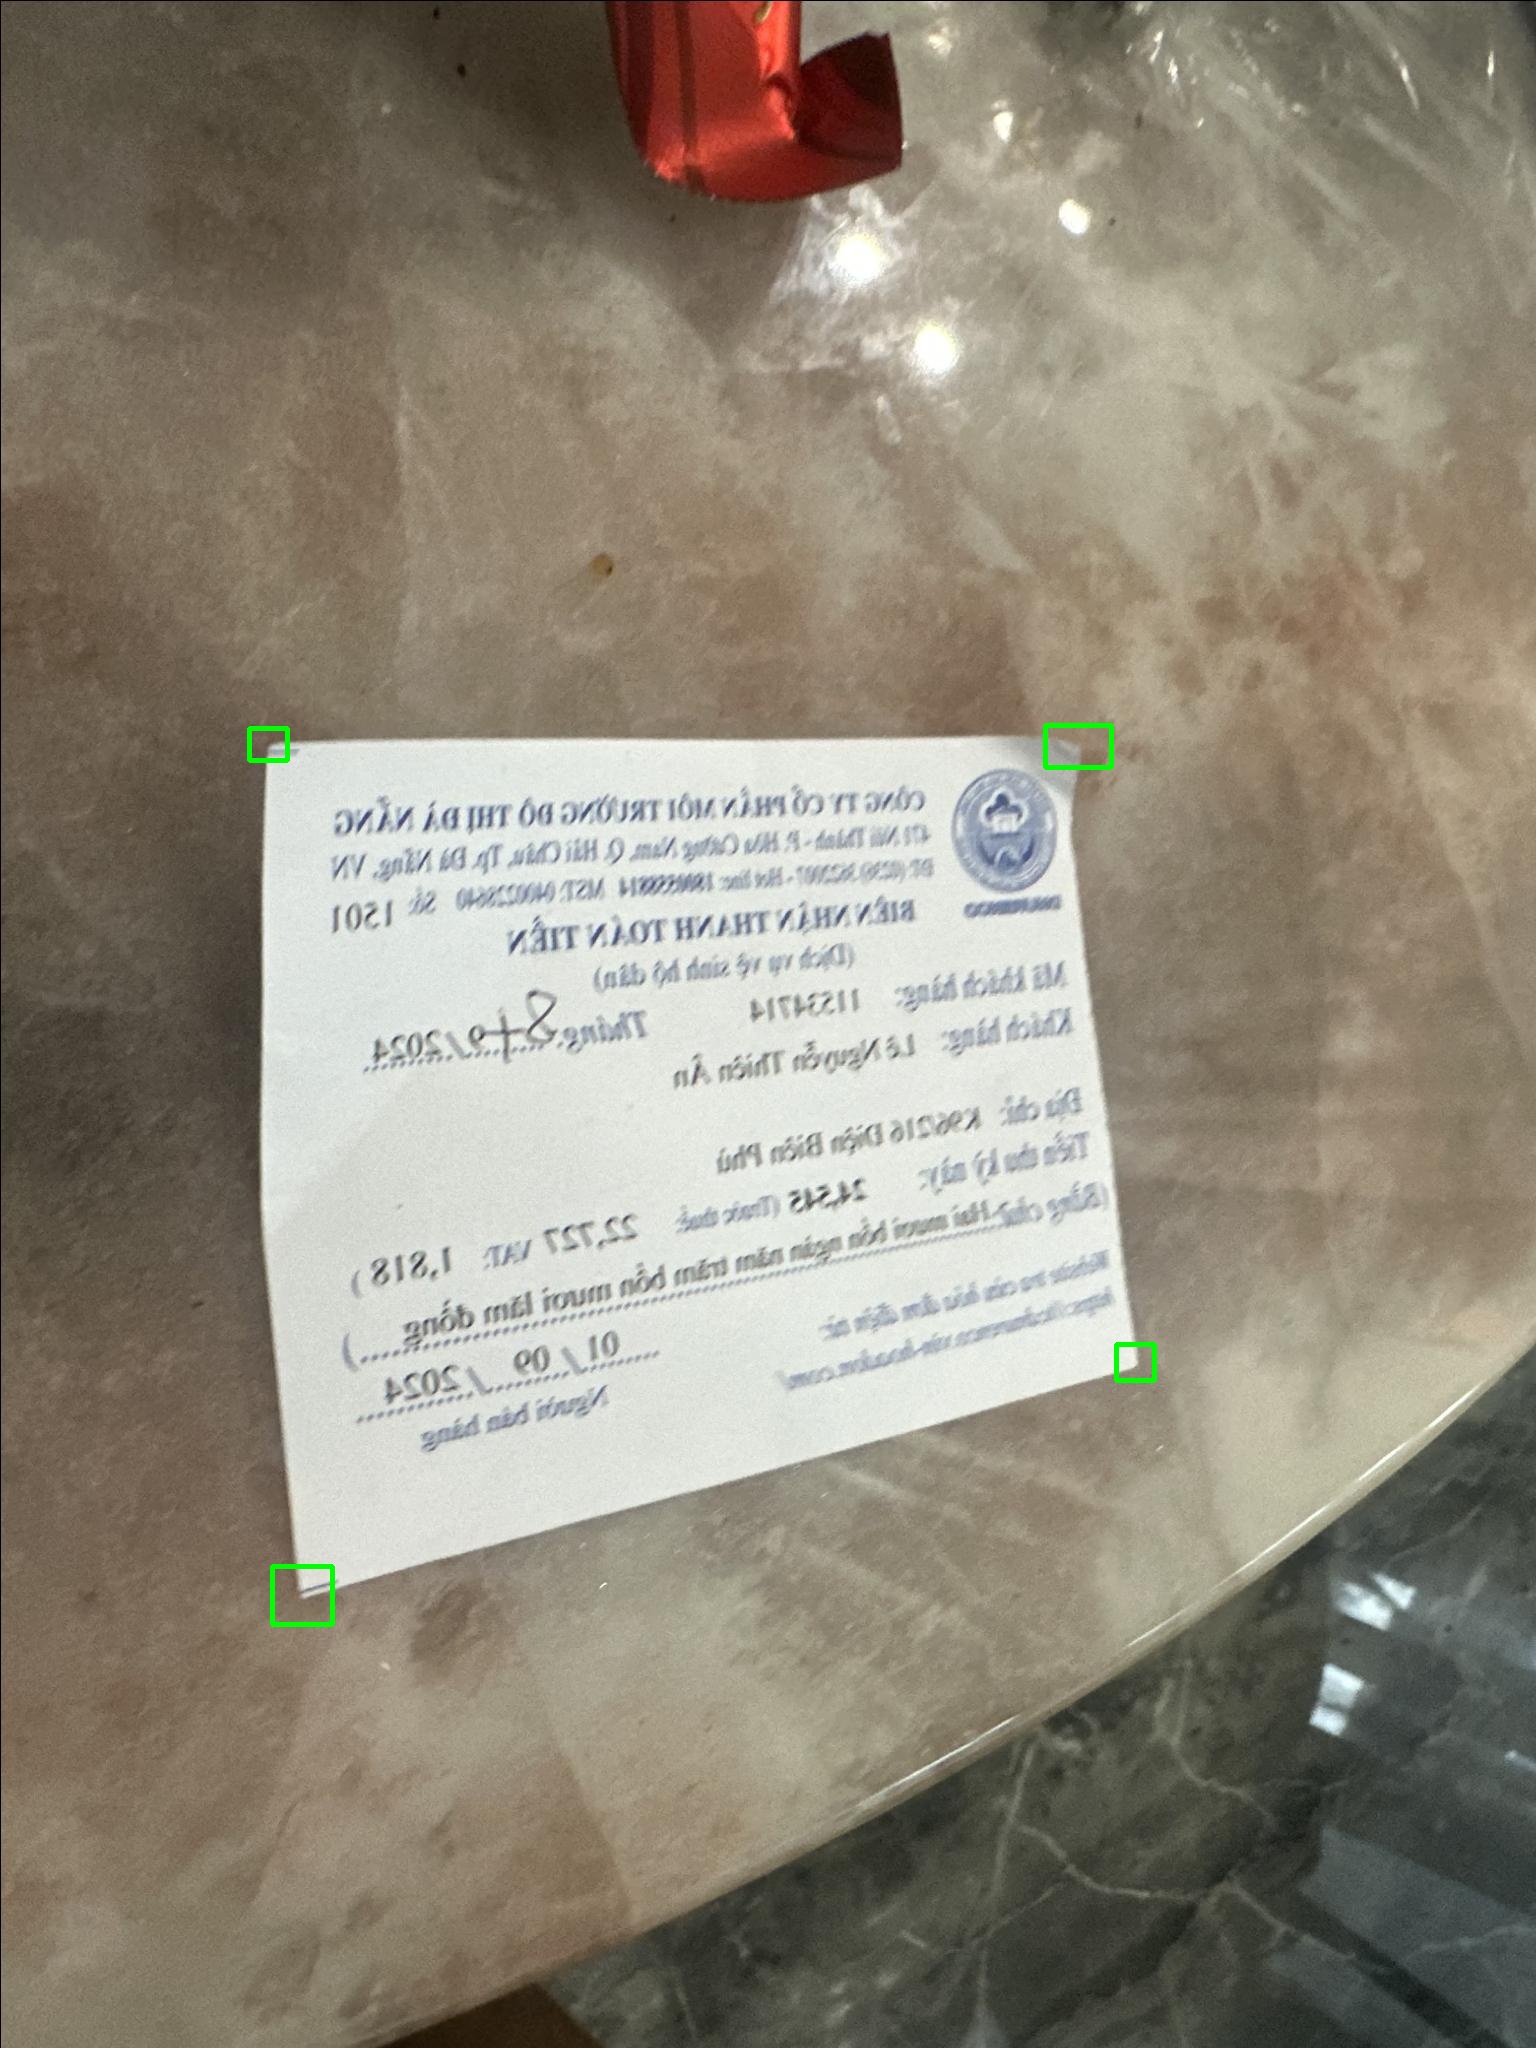 CÔNG TY CỔ PHẦN MÔI TRƯỜNG ĐÔ THỊ ĐÀ NẴNG
471 Núi Thành - P. Hòa Cường Nam, Q. Hải Châu, Tp. Đà Nẵng, VN
ĐT: (0236).3622007 - Hot line: MST: 0400228640 Số: 1501
BIÊN NHẬN THANH TOÁN TIỀN
(Dịch vụ vệ sinh hộ dân)
Tháng. 8+9/2024
Mã khách hàng: 11534714
Khách hàng: Lê Nguyễn Thiên Ân
Địa chỉ: K96/216 Điện Biên Phủ
Tiền thu kỳ này: 24,545 (Trước thuế: 22,727 VAT: 1,818 )
(Bằng chữ: Hai mươi bốn ngàn năm trăm bốn mươi lăm đồng.....)
Website tra cứu hóa đơn điện tử:
01/ 09 / 2024
Người bán hàng